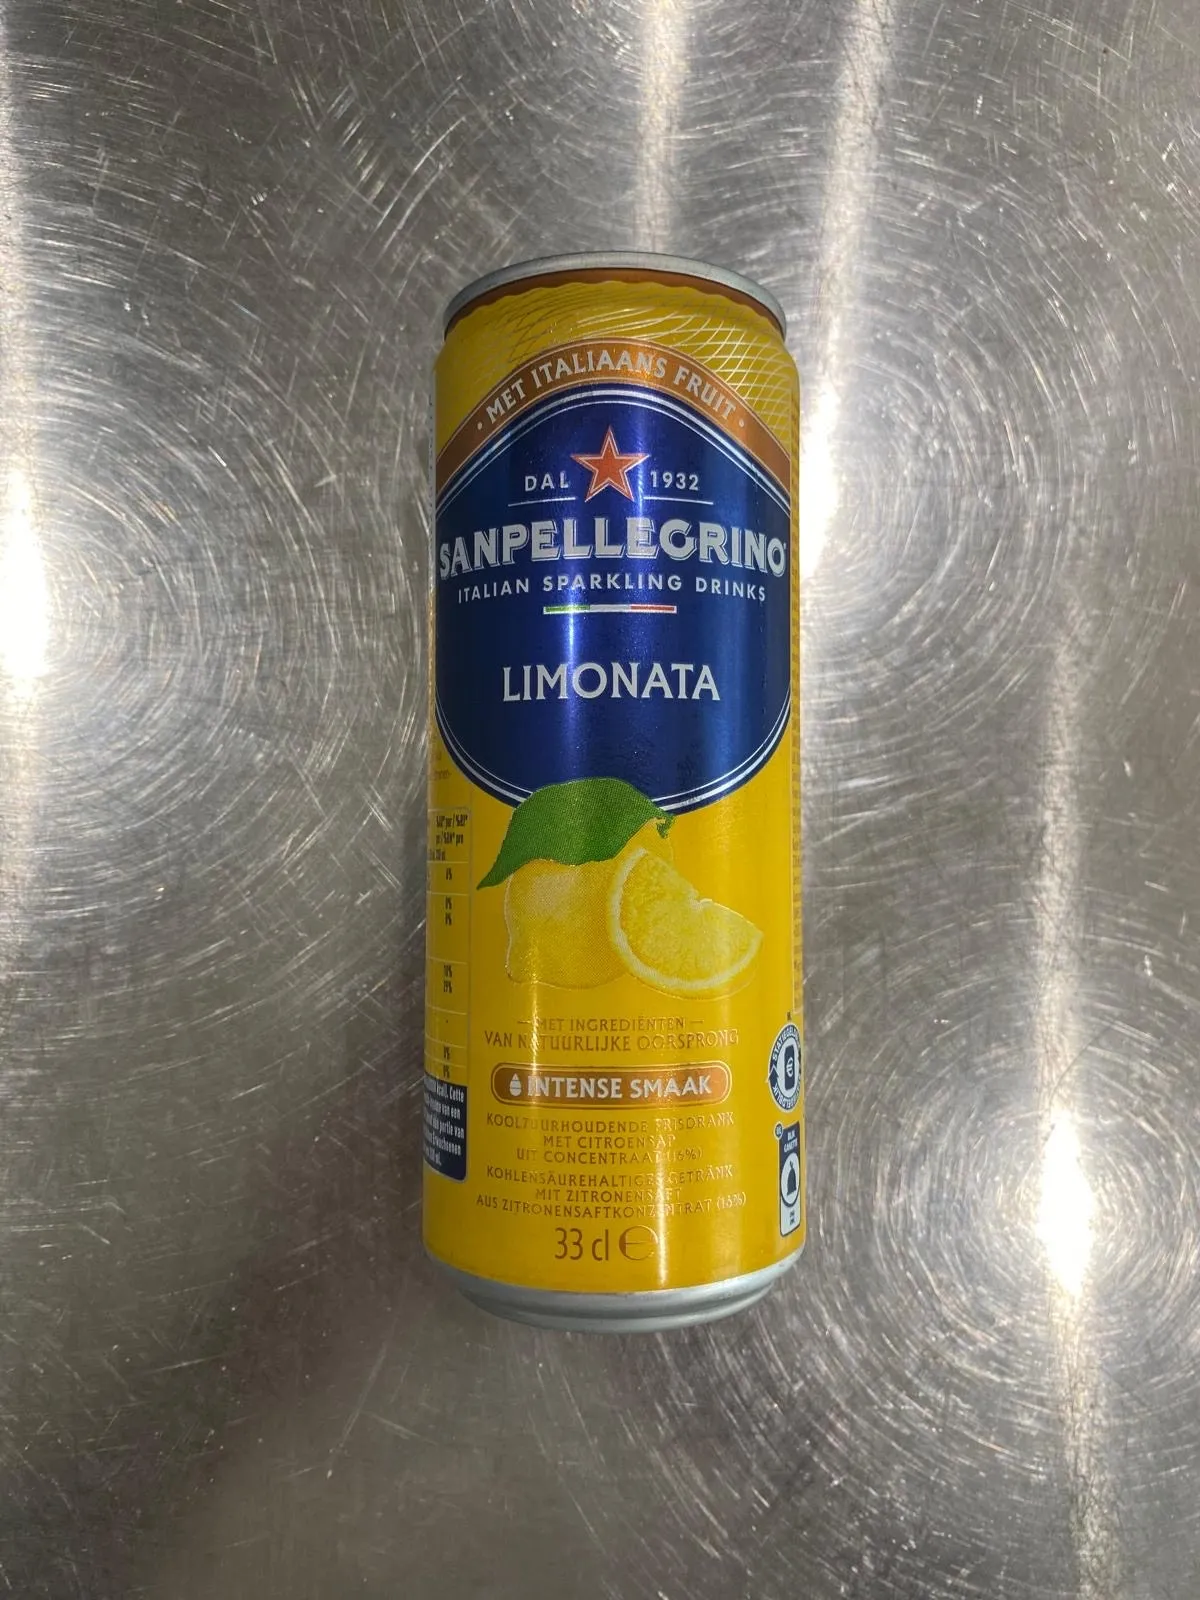 · MET ITALIAANS FRUIT ·
DAL 1932
SANPELLEGRINO
ITALIAN SPARKLING DRINKS
LIMONATA
MET INGREDIËNTEN
VAN NATUURLIJKE OORSPRONG
INTENSE SMAAK
KOOLZUURHOUDENDE FRISDRANK
MET CITROENSAP
UIT CONCENTRAAT (16%)
KOHLENSÄUREHALTIGES GETRÄNK
MIT ZITRONENSAFT
AUS ZITRONENSAFTKONZENTRAT (16%)
33 cl ℮